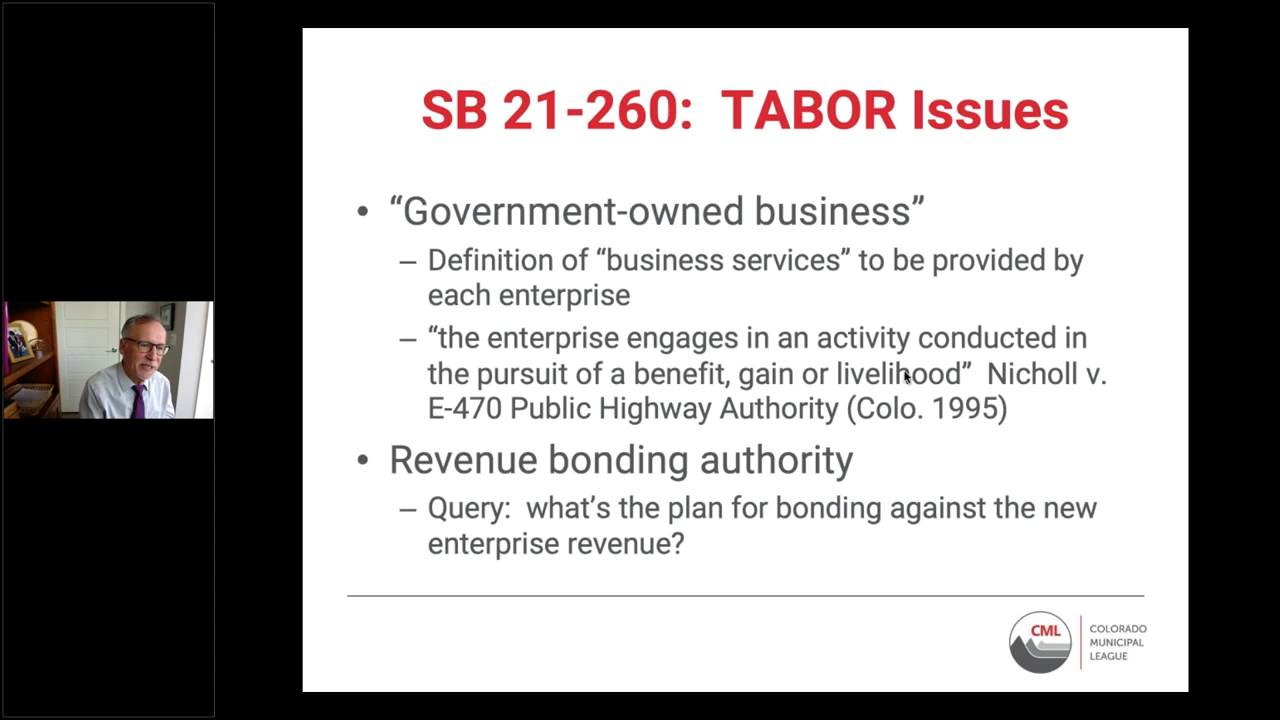 SB 21-260: TABOR Issues
• “Government-owned business”
– Definition of “business services” to be provided by
each enterprise
– “the enterprise engages in an activity conducted in
the pursuit of a benefit, gain or livelihood” Nicholl v.
E-470 Public Highway Authority (Colo. 1995)
• Revenue bonding authority
– Query: what’s the plan for bonding against the new
enterprise revenue?
CML
COLORADO
MUNICIPAL
LEAGUE